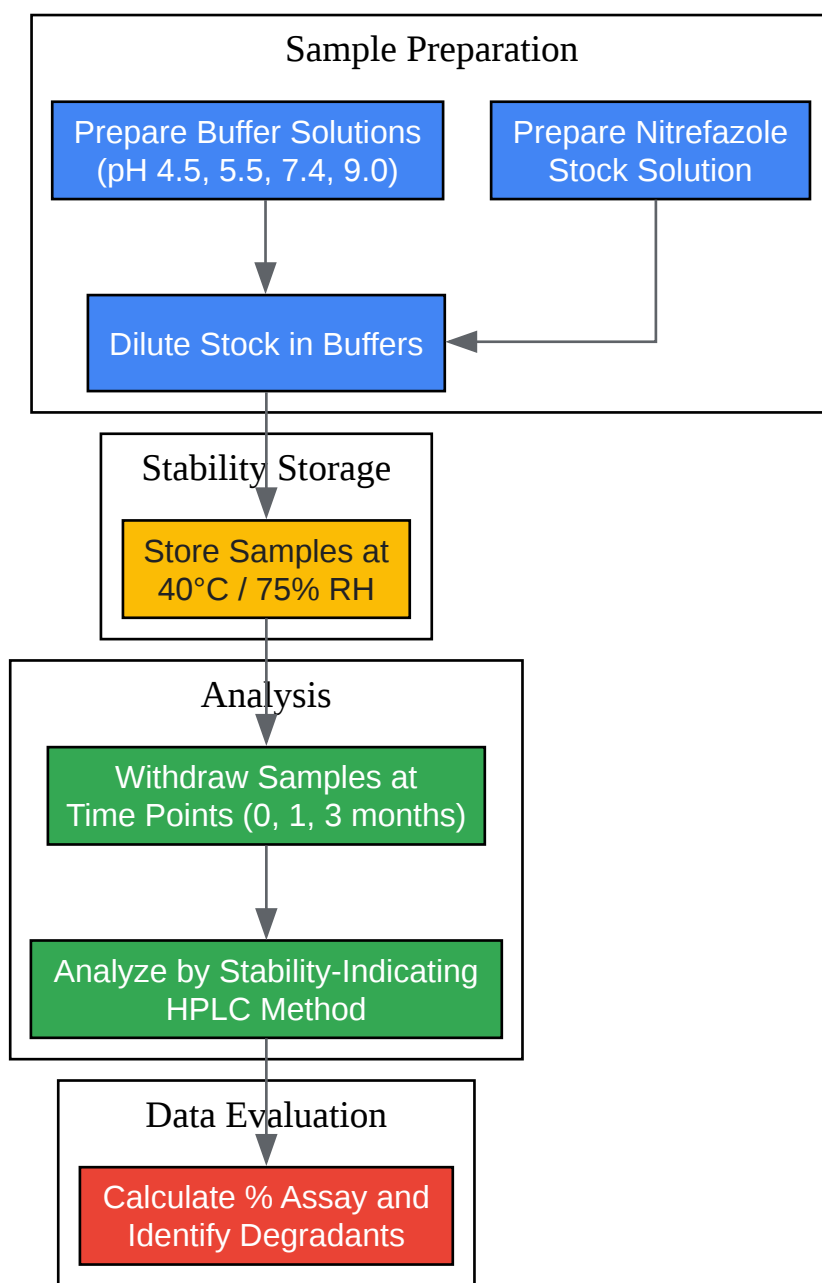 Sample Preparation
Prepare Buffer Solutions
(pH 4.5, 5.5, 7.4, 9.0)
Prepare Nitrefazole
Stock Solution
Dilute Stock in Buffers
Stability Storage
Store Samples at
40°C / 75% RH
Analysis
Withdraw Samples at
Time Points (0, 1, 3 months)
Analyze by Stability-Indicating
HPLC Method
Data Evaluation
Calculate % Assay and
Identify Degradants